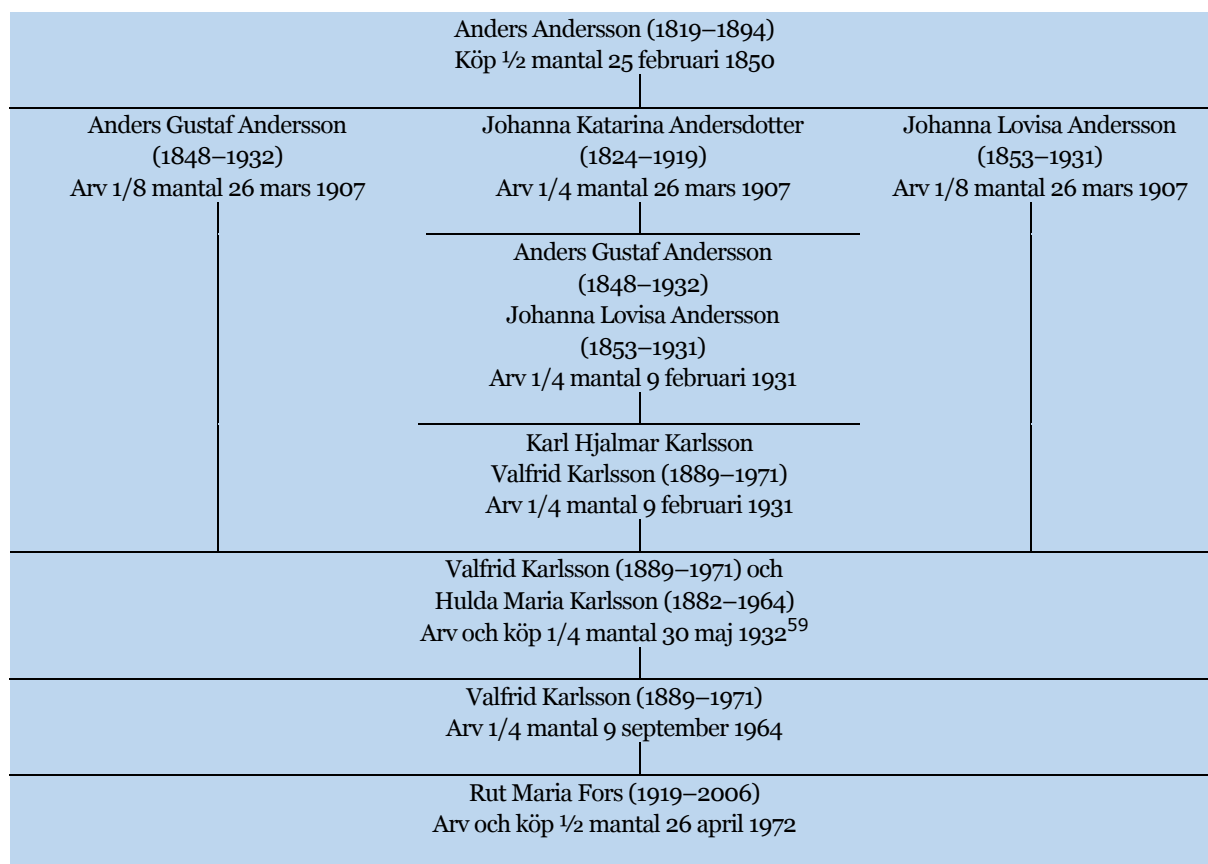 Anders Andersson (1819–1894)
Köp ½ mantal 25 februari 1850
Anders Gustaf Andersson
(1848–1932)
Arv 1/8 mantal 26 mars 1907
Johanna Katarina Andersdotter
(1824–1919)
Arv 1/4 mantal 26 mars 1907
Johanna Lovisa Andersson
(1853–1931)
Arv 1/8 mantal 26 mars 1907
Anders Gustaf Andersson
(1848–1932)
Johanna Lovisa Andersson
(1853–1931)
Arv 1/4 mantal 9 februari 1931
Karl Hjalmar Karlsson
Valfrid Karlsson (1889–1971)
Arv 1/4 mantal 9 februari 1931
Valfrid Karlsson (1889–1971) och
Hulda Maria Karlsson (1882–1964)
Arv och köp 1/4 mantal 30 maj 1932⁵⁹
Valfrid Karlsson (1889–1971)
Arv 1/4 mantal 9 september 1964
Rut Maria Fors (1919–2006)
Arv och köp ½ mantal 26 april 1972